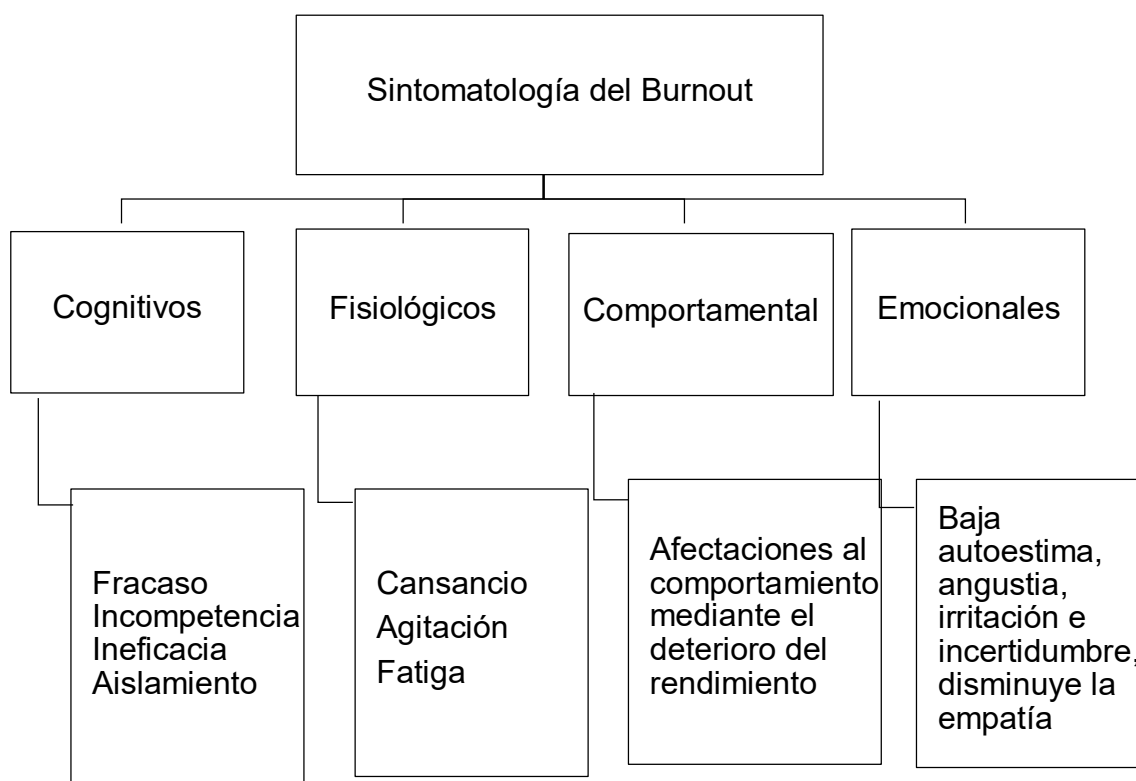 Sintomatología del Burnout
Cognitivos
Fisiológicos
Comportamental
Emocionales
Fracaso
Incompetencia
Ineficacia
Aislamiento
Cansancio
Agitación
Fatiga
Afectaciones al
comportamiento
mediante el
deterioro del
rendimiento
Baja
autoestima,
angustia,
irritación e
incertidumbre,
disminuye la
empatía